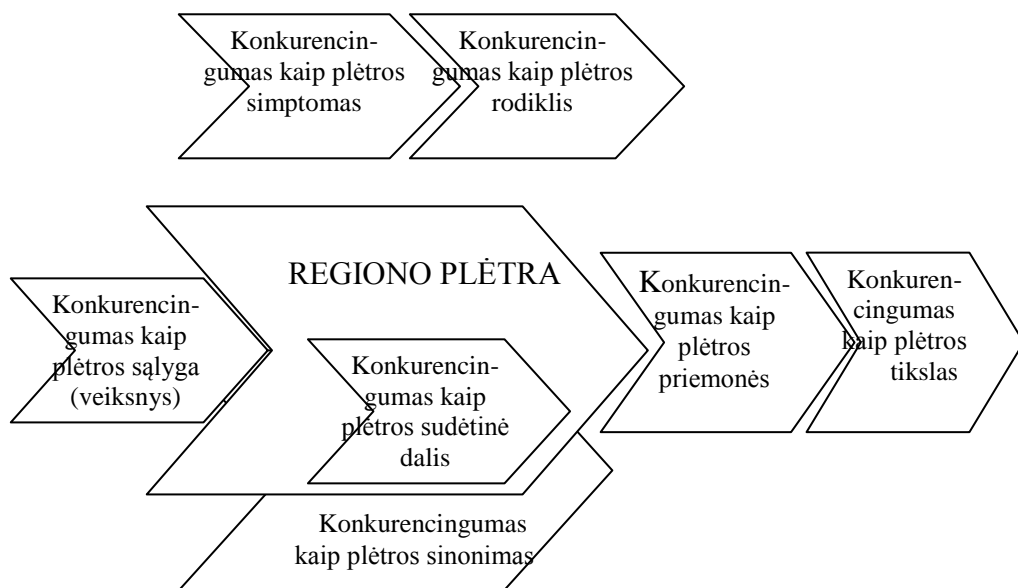 Konkurencin-
gumas kaip plėtros
simptomas
Konkurencin-
gumas kaip plėtros
rodiklis
REGIONO PLĖTRA
Konkurencin-
gumas kaip
plėtros sąlyga
(veiksnys)
Konkurencin-
gumas kaip
plėtros sudėtinė
dalis
Konkurencin-
gumas kaip
plėtros
priemonės
Konkuren-
cingumas
kaip plėtros
tikslas
Konkurencingumas
kaip plėtros sinonimas